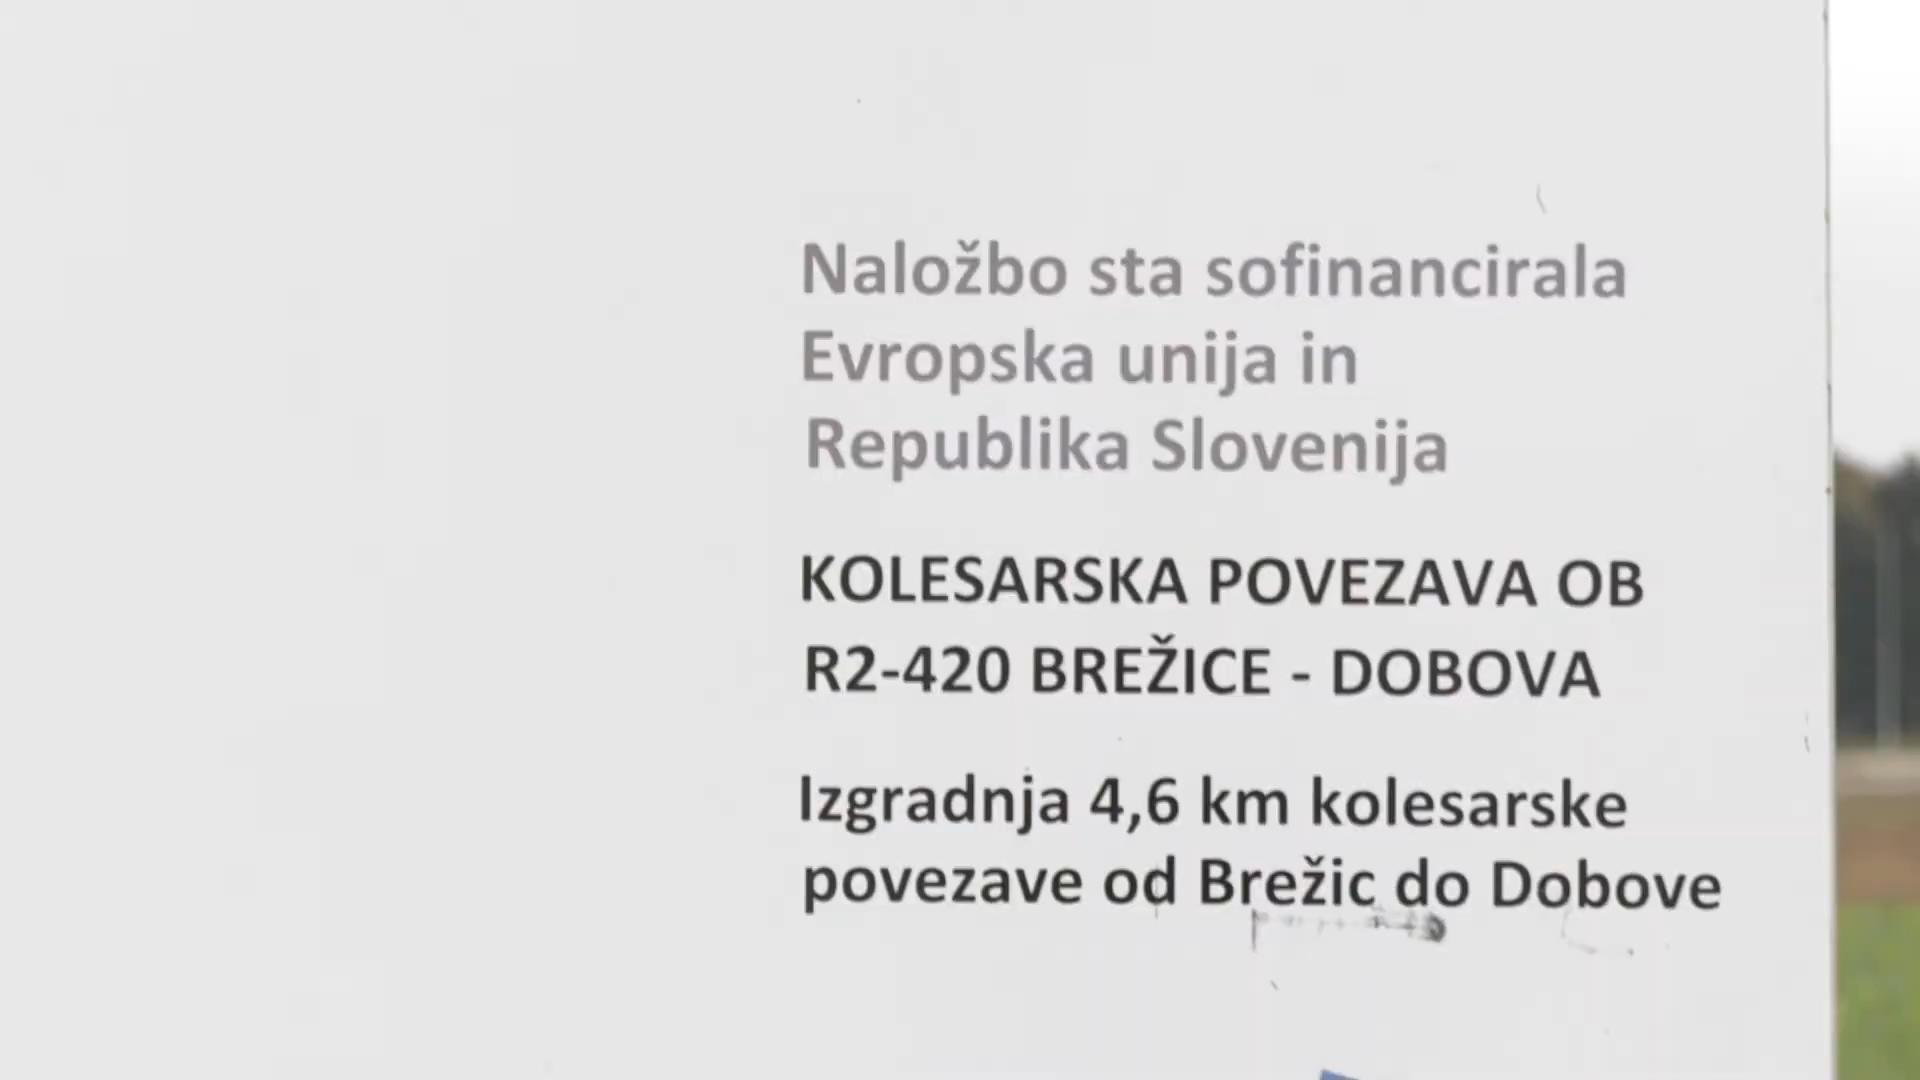 Naložbo sta sofinancirala
Evropska unija in
Republika Slovenija
KOLESARSKA POVEZAVA OB
R2-420 BREŽICE - DOBOVA
Izgradnja 4,6 km kolesarske
povezave od Brežic do Dobove